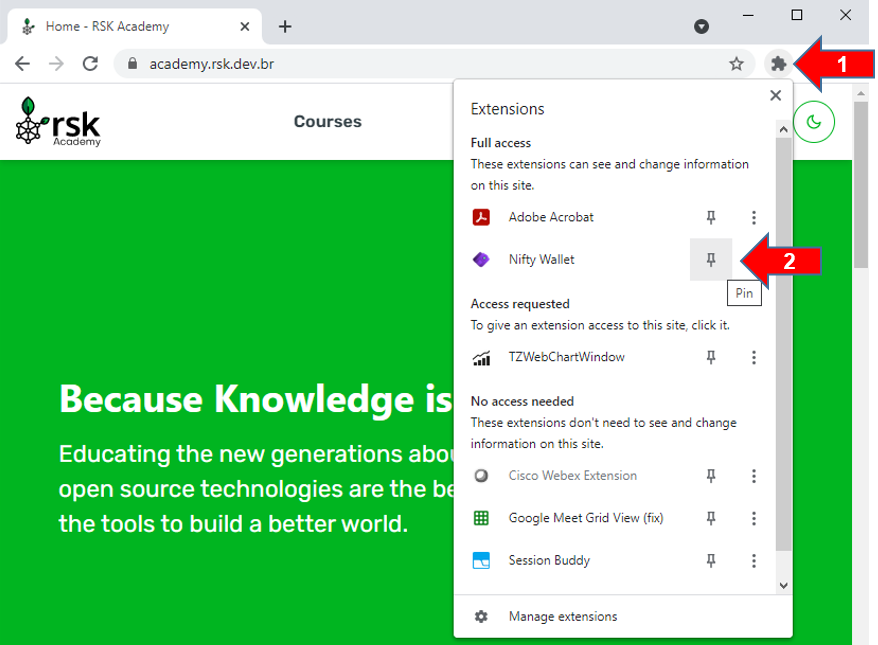 Home - RSK Academy
academy.rsk.dev.br
1
rsk
Academy
Courses
Extensions
Full access
These extensions can see and change information
on this site.
Adobe Acrobat
Nifty Wallet
2
Pin
Access requested
To give an extension access to this site, click it.
TZWebChartWindow
No access needed
These extensions don't need to see and change
information on this site.
Cisco Webex Extension
Google Meet Grid View (fix)
Session Buddy
Manage extensions
Because Knowledge is
Educating the new generations abou
open source technologies are the be
the tools to build a better world.